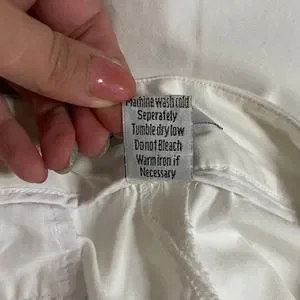 Machine wash cold
Seperately
Tumble dry low
Do not Bleach
Warm iron if
Necessary